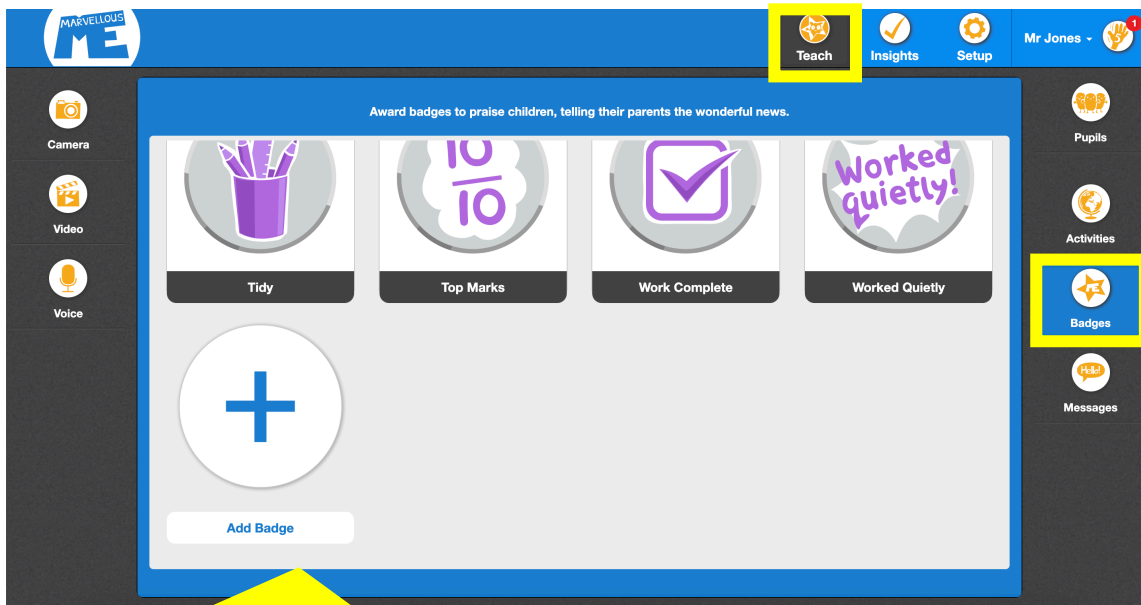 MARVELLOUS
ME
Teach
Insights
Setup
Mr Jones
1
Camera
Video
Voice
Award badges to praise children, telling their parents the wonderful news.
10
10
Worked
quietly!
Tidy
Top Marks
Work Complete
Worked Quietly
Add Badge
Pupils
Activities
ME
Badges
Hello!
Messages